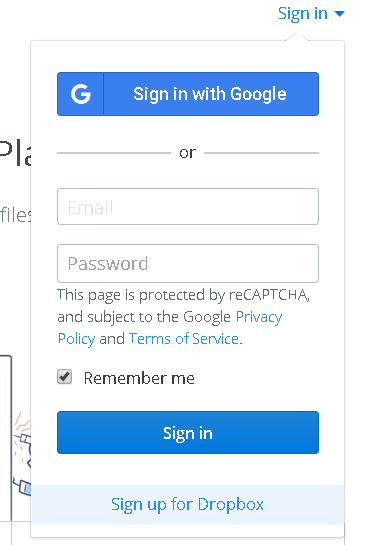 Sign in
Sign in with Google
Pla
or
files
Email
Password
This page is protected by reCAPTCHA,
and subject to the Google Privacy
Policy and Terms of Service.
Remember me
Sign in
Sign up for Dropbox